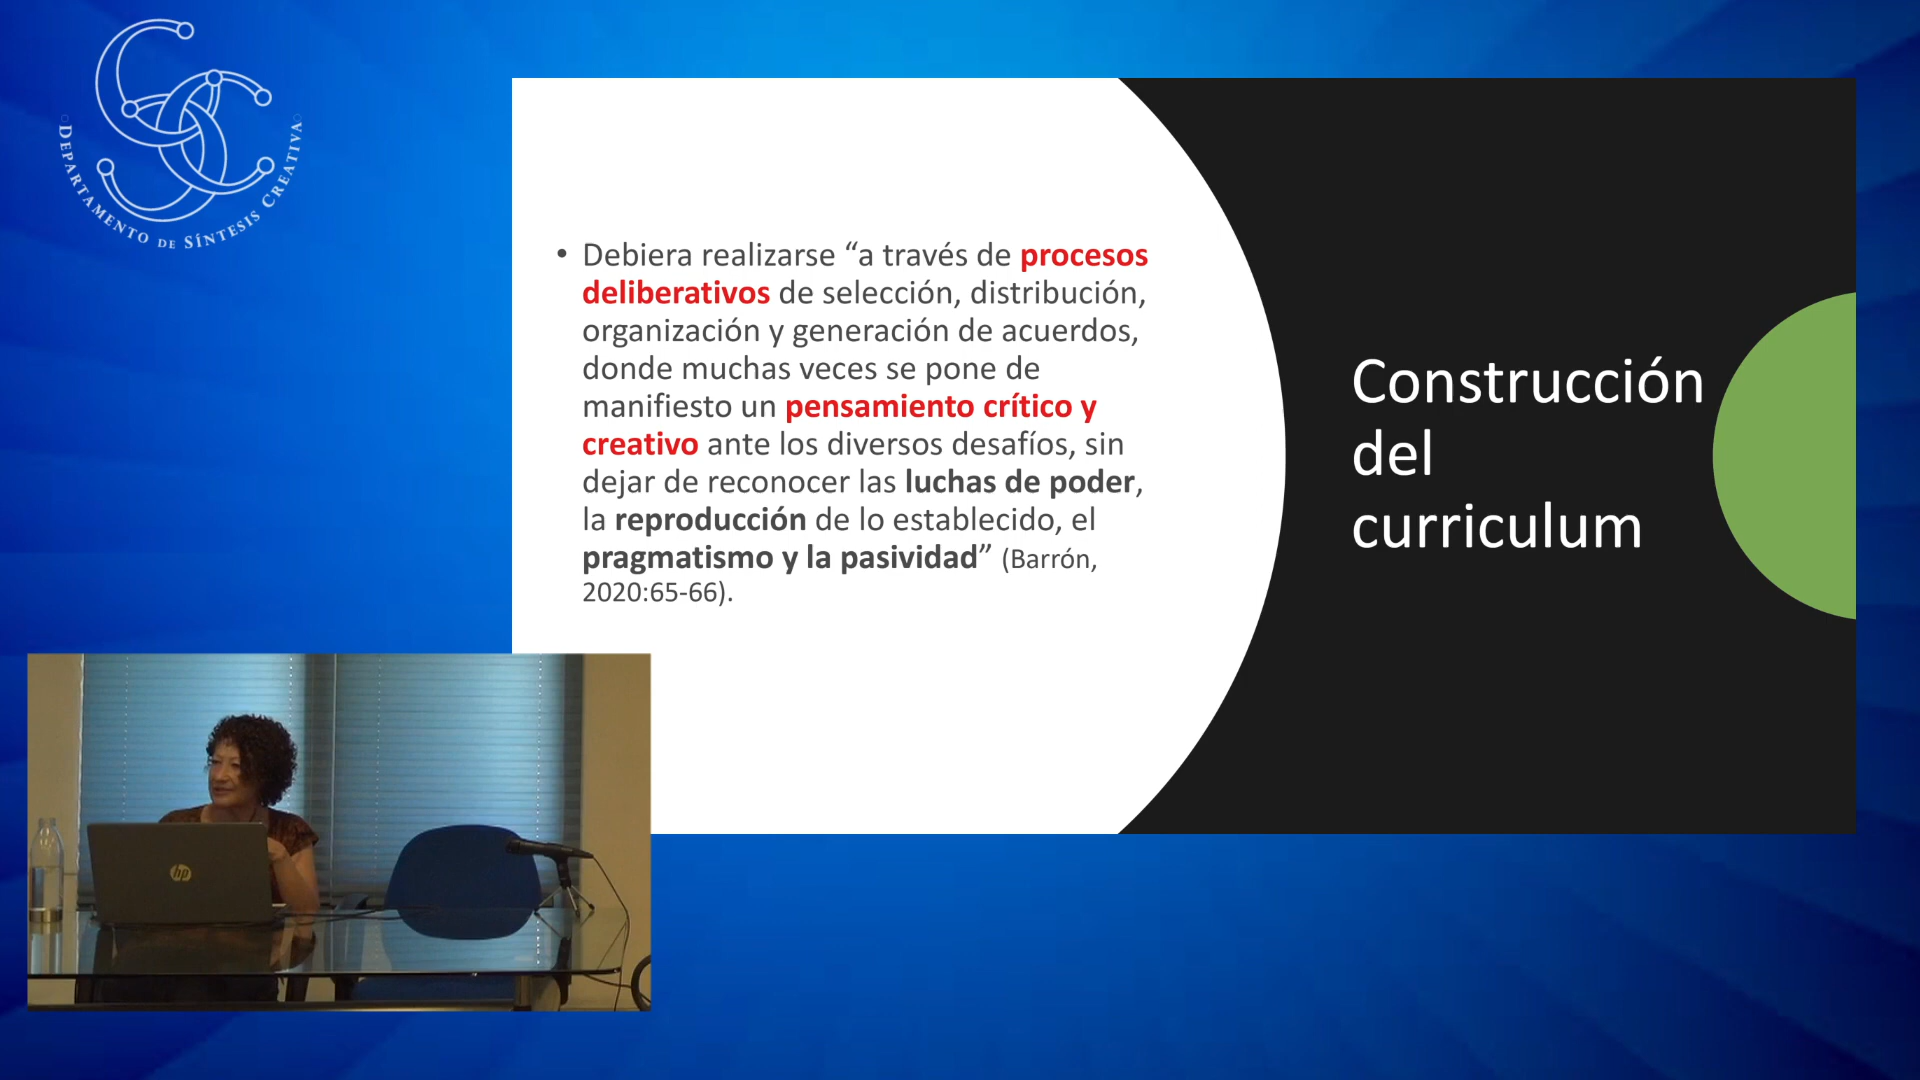 DEPARTAMENTO DE SÍNTESIS CREATIVA
• Debiera realizarse “a través de procesos
deliberativos de selección, distribución,
organización y generación de acuerdos,
donde muchas veces se pone de
manifiesto un pensamiento crítico y
creativo ante los diversos desafíos, sin
dejar de reconocer las luchas de poder,
la reproducción de lo establecido, el
pragmatismo y la pasividad” (Barrón,
2020:65-66).
Construcción
del
curriculum
hp